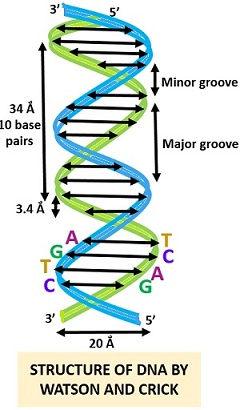 3' 5'
Minor groove
34 Å
10 base
pairs
Major groove
3.4 Å
A T
G C
T A
C G
3' 5'
20 Å
STRUCTURE OF DNA BY
WATSON AND CRICK